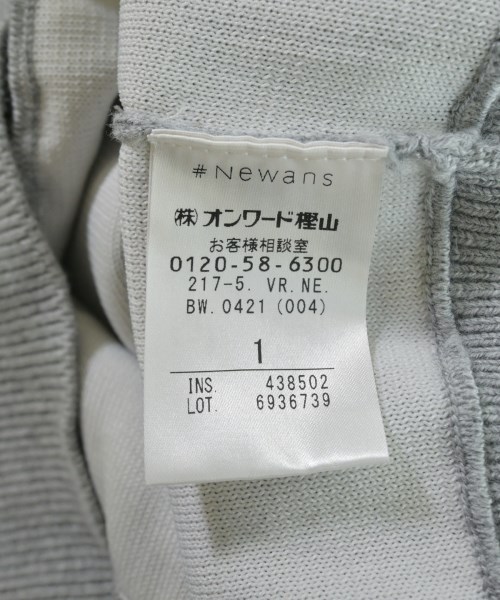 #Newans
(株)オンワード樫山
お客様相談室
0120-58-6300
217-5. VR.NE.
BW.0421(004)
1
INS. 438502
LOT. 6936739